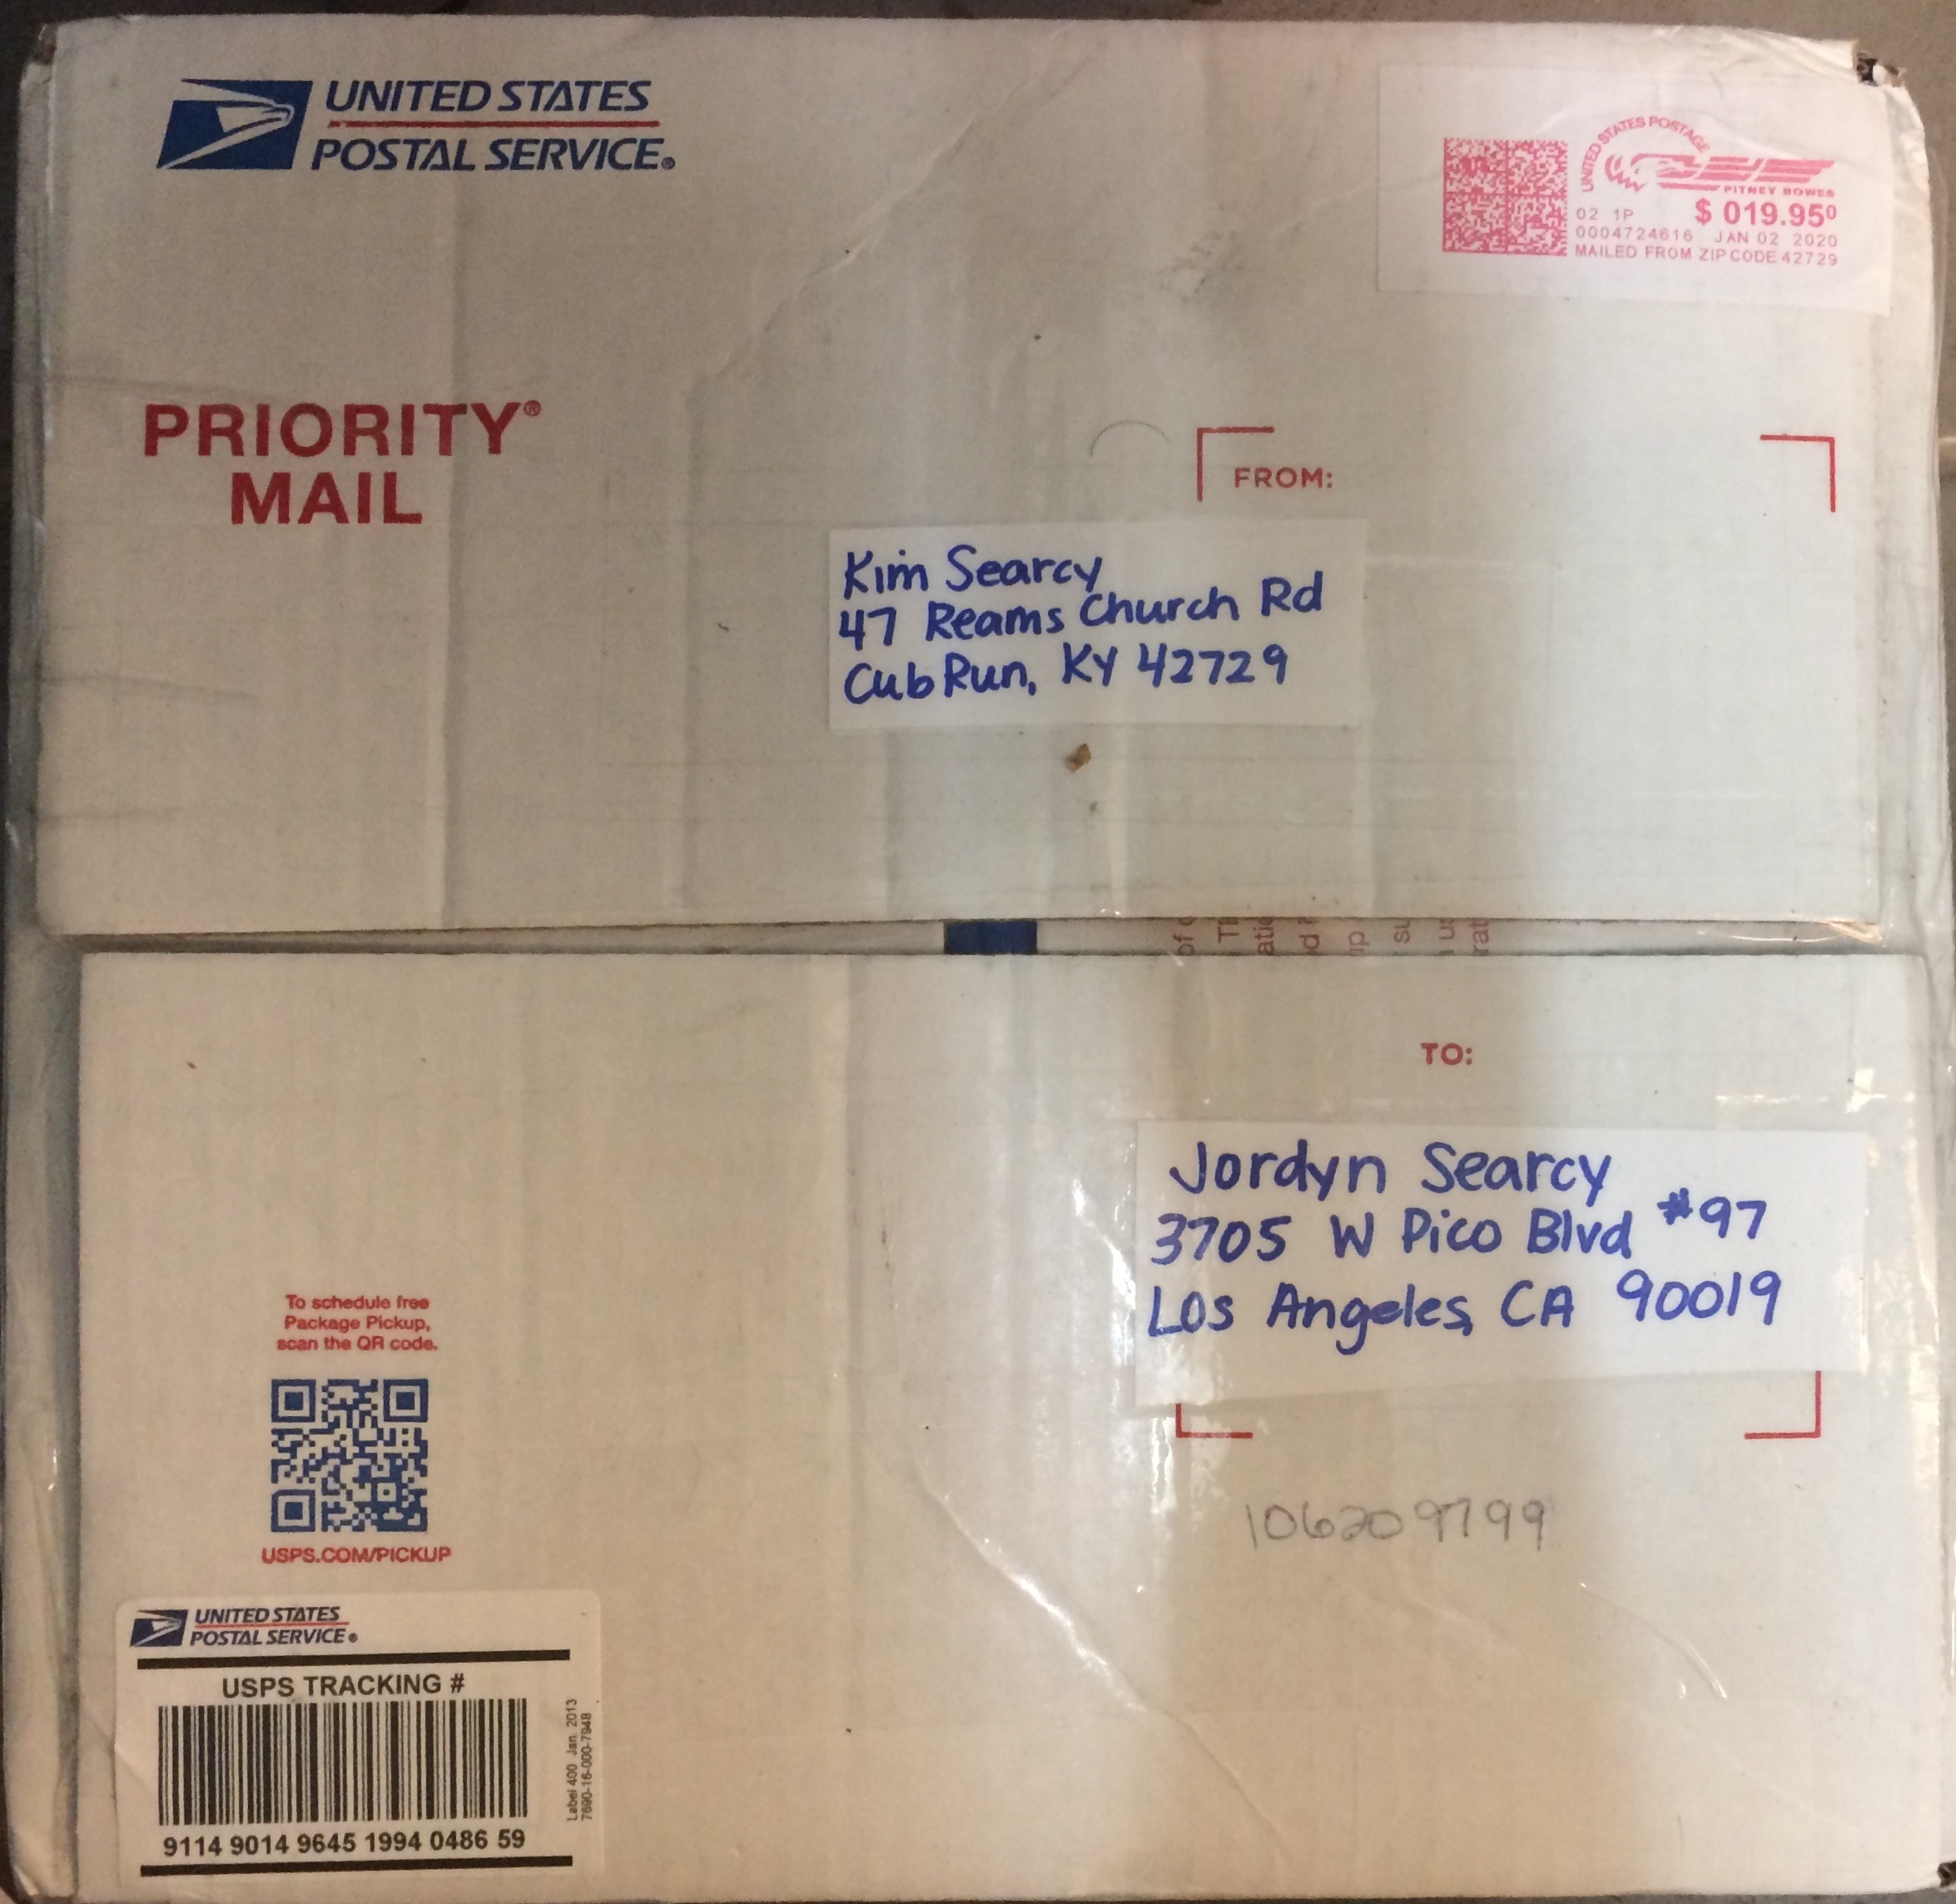 UNITED STATES
POSTAL SERVICE®
UNITED STATES POSTAGE
PITNEY BOWES
02 1P $ 019.95⁰
0004724616 JAN 02 2020
MAILED FROM ZIP CODE 42729
PRIORITY®
MAIL
FROM:
Kim Searcy
47 Reams Church Rd
Cub Run, KY 42729
of
su
rat
TO:
Jordyn Searcy
3705 W Pico Blvd #97
Los Angeles, CA 90019
To schedule free
Package Pickup,
scan the QR code.
USPS.COM/PICKUP
106209799
UNITED STATES
POSTAL SERVICE®
USPS TRACKING #
9114 9014 9645 1994 0486 59
Label 400 Jan. 2013
7690-16-000-7948